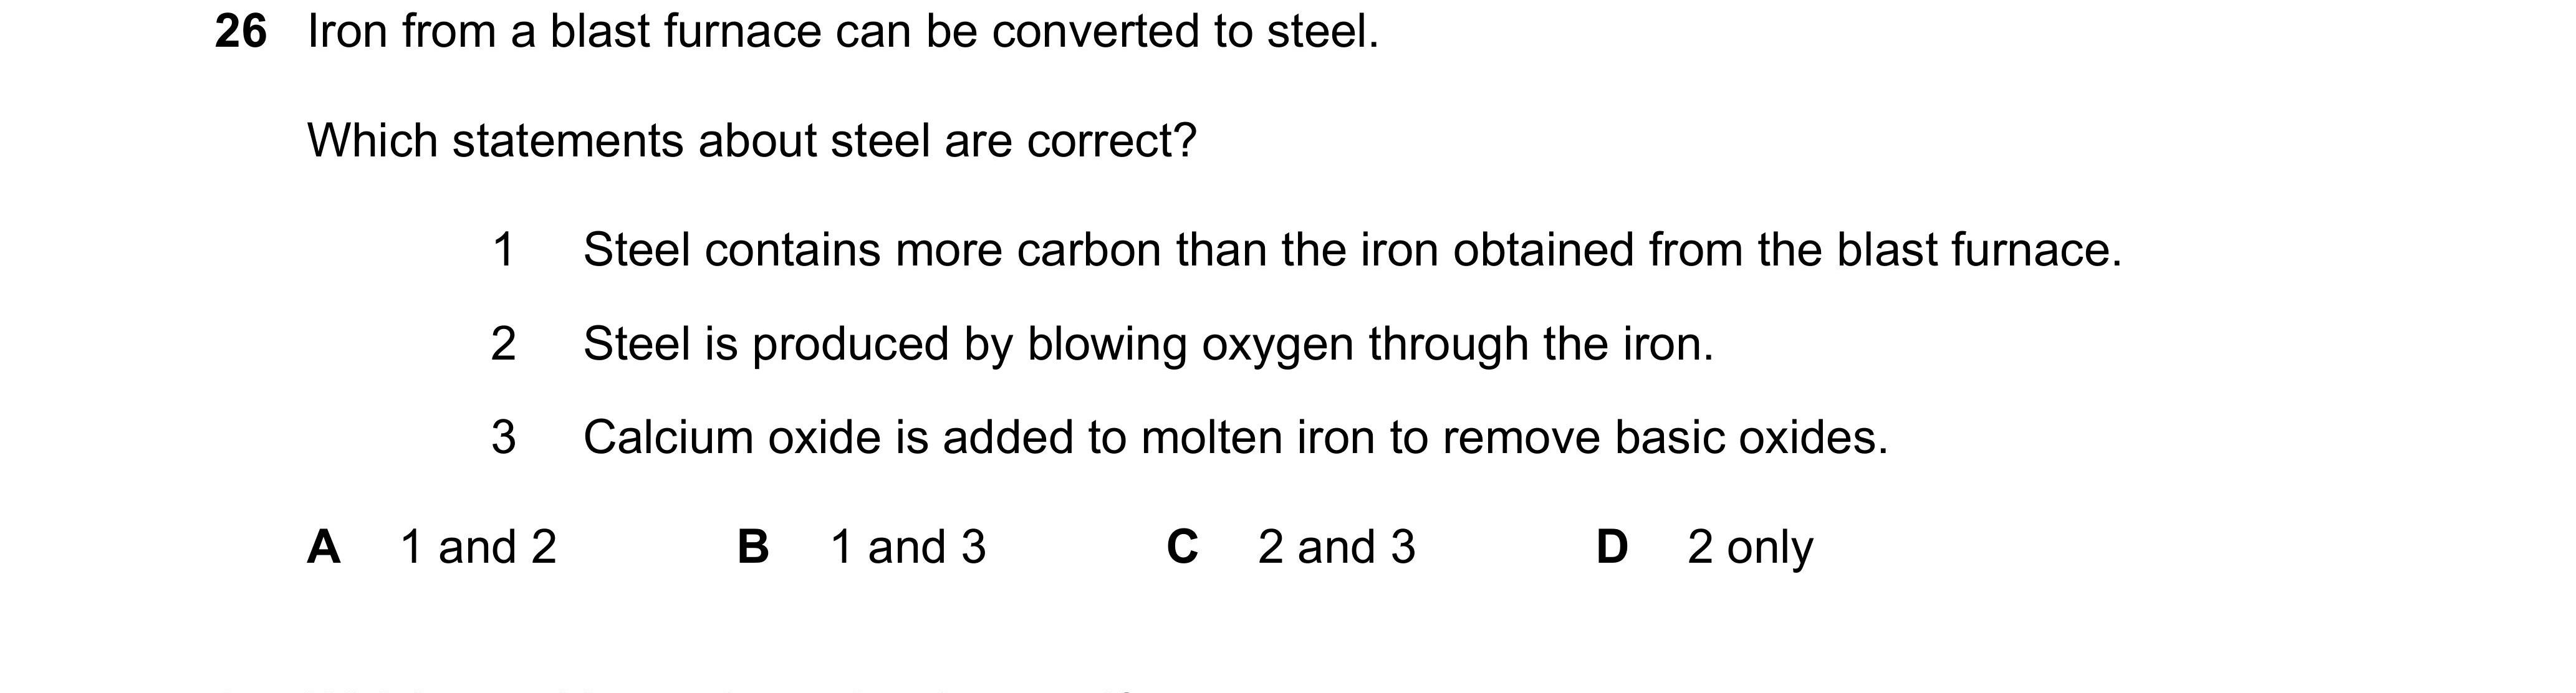 26 Iron from a blast furnace can be converted to steel.
Which statements about steel are correct?
1 Steel contains more carbon than the iron obtained from the blast furnace.
2 Steel is produced by blowing oxygen through the iron.
3 Calcium oxide is added to molten iron to remove basic oxides.
A 1 and 2 B 1 and 3 C 2 and 3 D 2 only